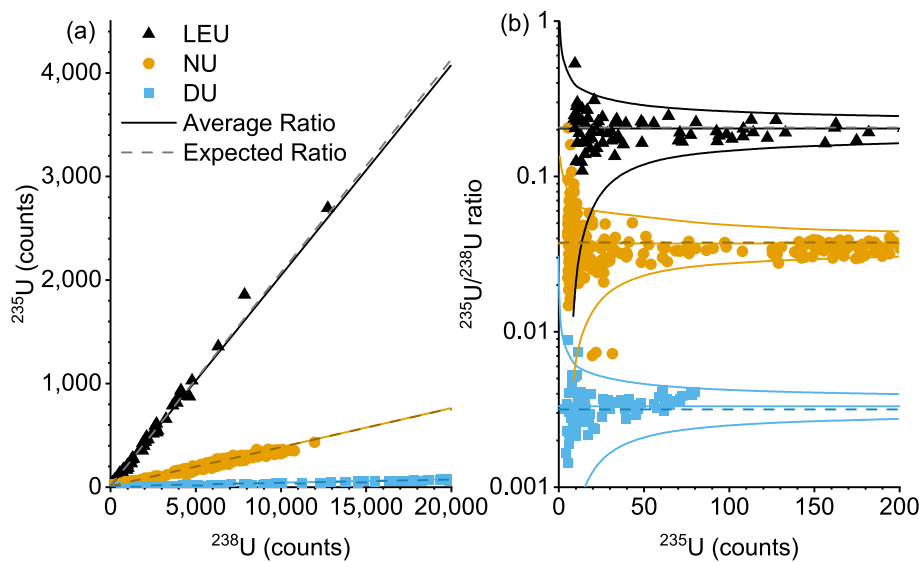 (a)
LEU
NU
DU
Average Ratio
Expected Ratio
4,000
3,000
2,000
1,000
0
0 5,000 10,000 15,000 20,000
²³⁵U (counts)
²³⁸U (counts)
(b)
1
0.1
0.01
0.001
0 50 100 150 200
²³⁵U/²³⁸U ratio
²³⁵U (counts)